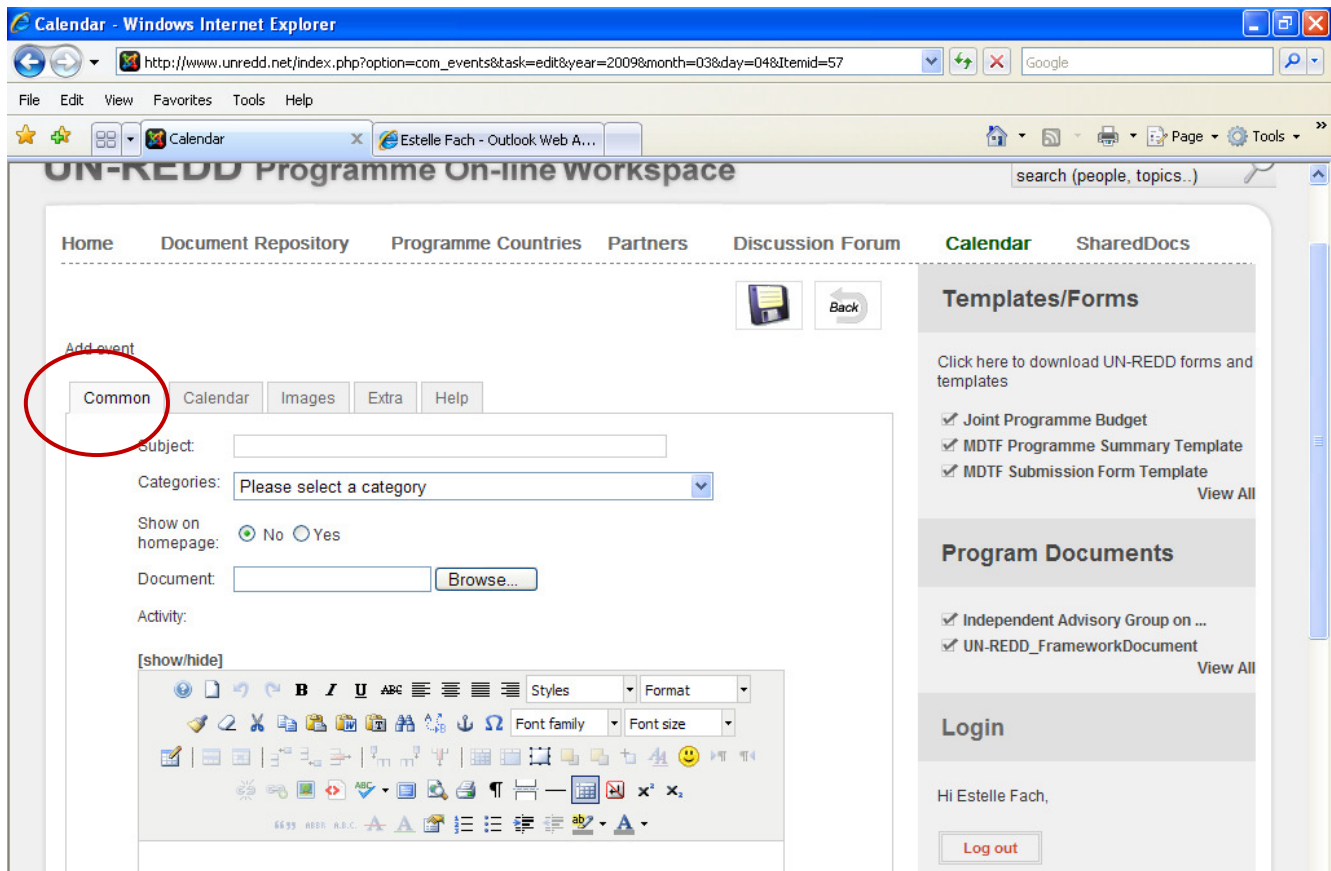 Calendar - Windows Internet Explorer
http://www.unredd.net/index.php?option=com_events&task=edit&year=2009&month=03&day=04&Itemid=57
Google
File Edit View Favorites Tools Help
Calendar
Estelle Fach - Outlook Web A...
Page Tools
UN-REDD Programme On-line Workspace
search (people, topics..)
Home Document Repository Programme Countries Partners Discussion Forum Calendar SharedDocs
Back
Add event
Common Calendar Images Extra Help
Subject:
Categories: Please select a category
Show on
homepage: No Yes
Document: Browse...
Activity:
[show/hide]
B I U ABC Styles Format
Font family Font size
Templates/Forms
Click here to download UN-REDD forms and
templates
Joint Programme Budget
MDTF Programme Summary Template
MDTF Submission Form Template
View All
Program Documents
Independent Advisory Group on ...
UN-REDD_FrameworkDocument
View All
Login
Hi Estelle Fach,
Log out